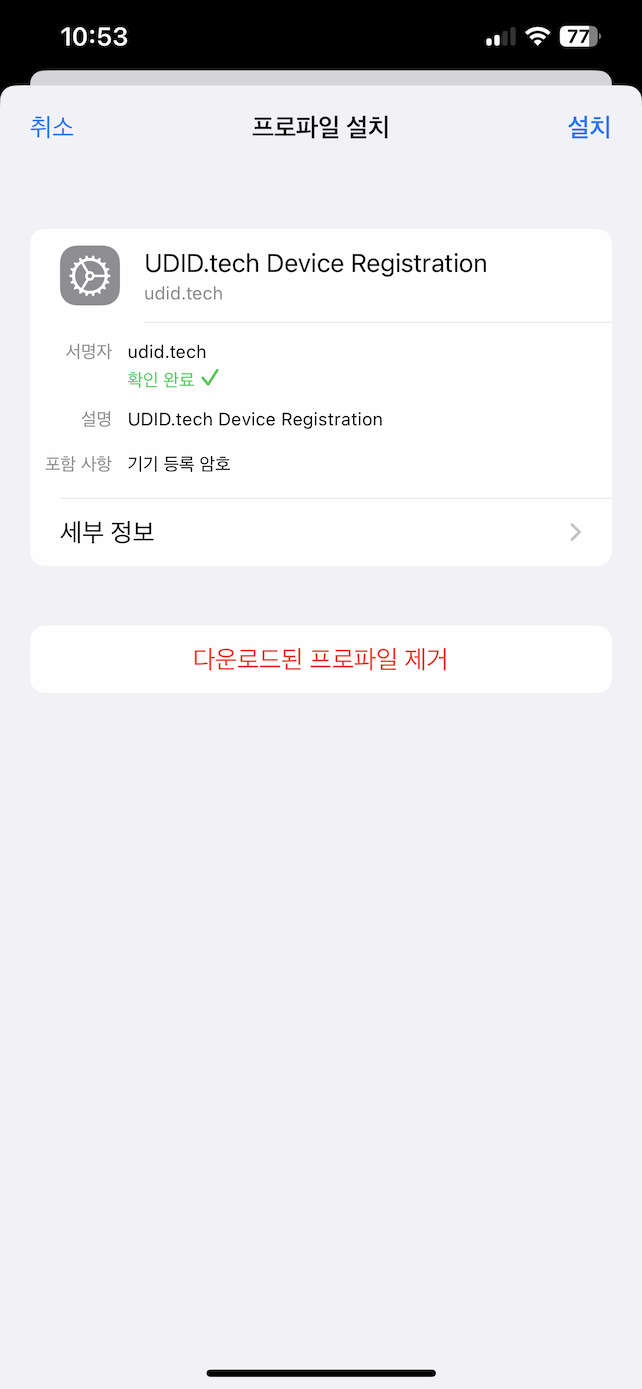 10:53
77
취소
프로파일 설치
설치
UDID.tech Device Registration
udid.tech
서명자 udid.tech
확인 완료
설명 UDID.tech Device Registration
포함 사항 기기 등록 암호
세부 정보
다운로드된 프로파일 제거